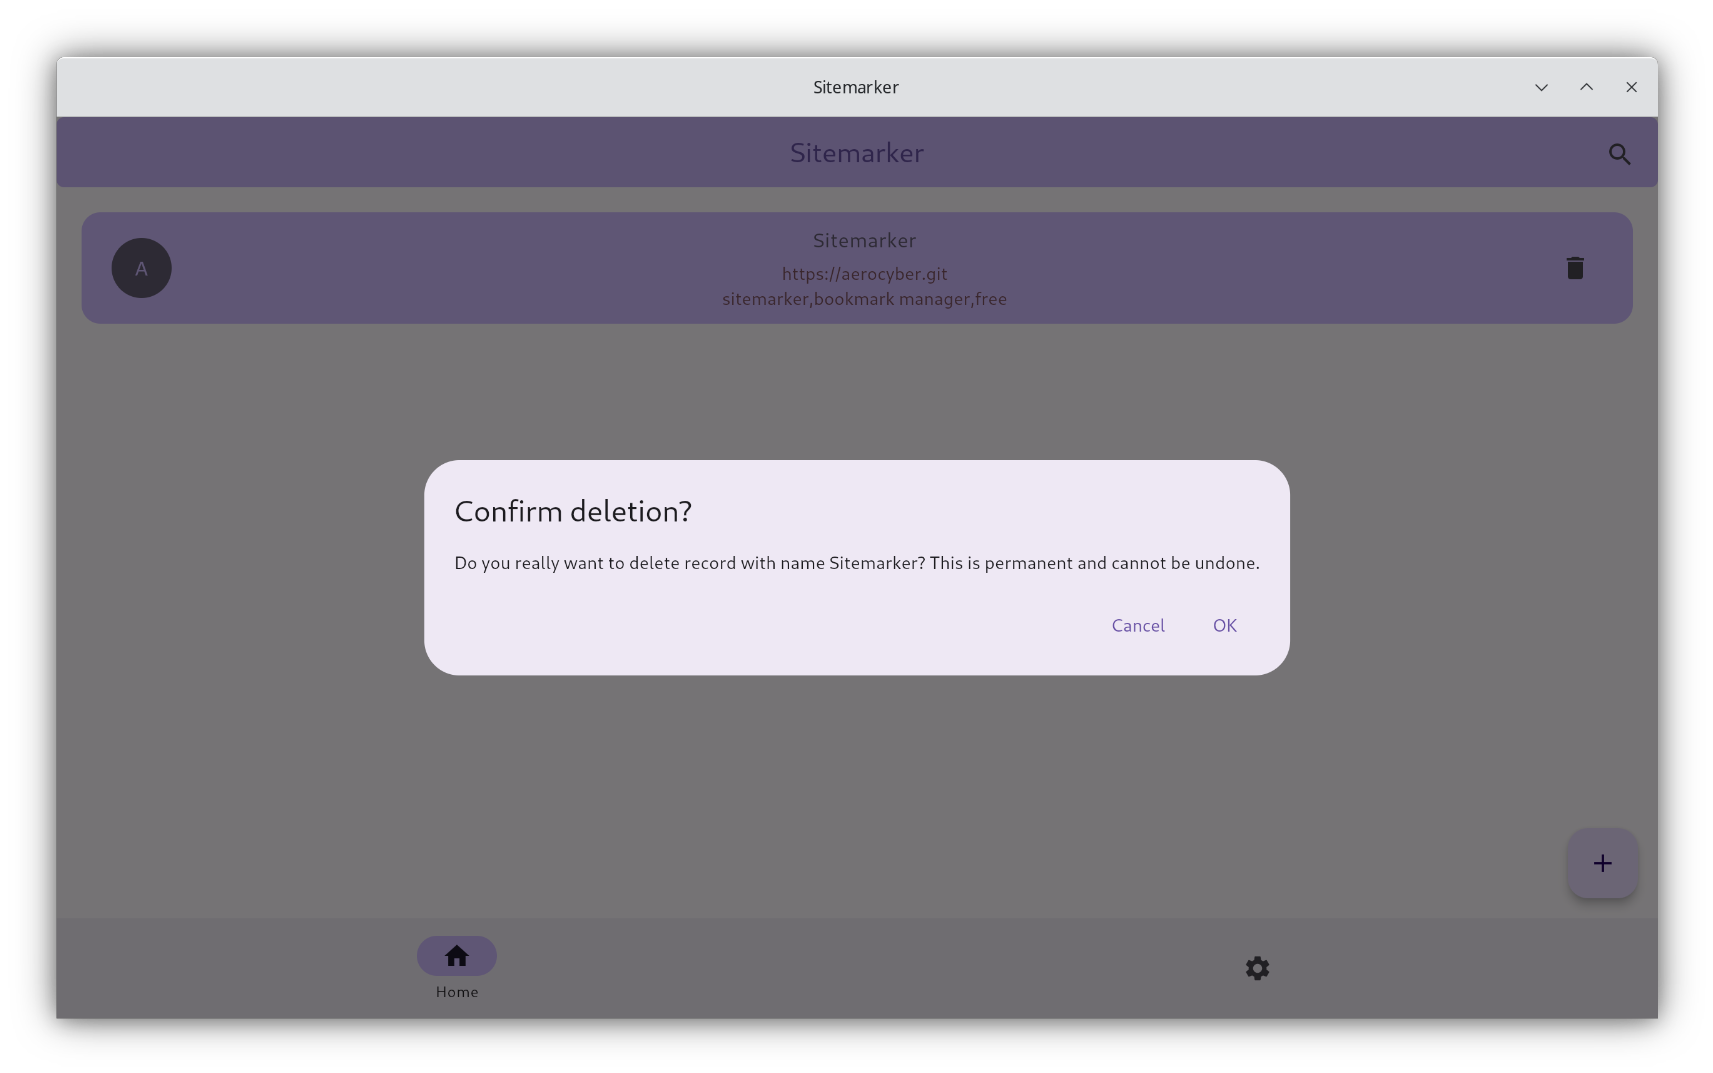 Sitemarker
Sitemarker
A
Sitemarker
https://aerocyber.git
sitemarker,bookmark manager,free
Confirm deletion?
Do you really want to delete record with name Sitemarker? This is permanent and cannot be undone.
Cancel OK
Home